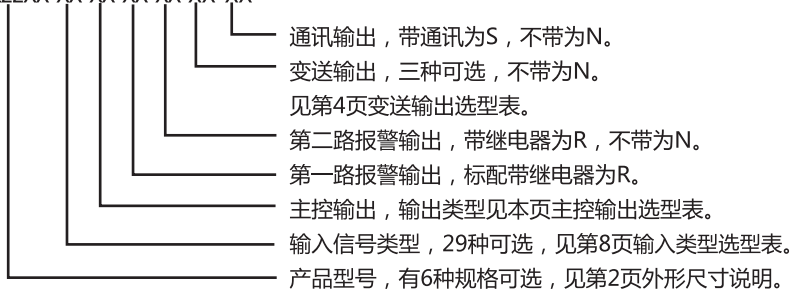 通讯输出，带通讯为S，不带为N。
变送输出，三种可选，不带为N。
见第4页变送输出选型表。
第二路报警输出，带继电器为R，不带为N。
第一路报警输出，标配带继电器为R。
主控输出，输出类型见本页主控输出选型表。
输入信号类型，29种可选，见第8页输入类型选型表。
产品型号，有6种规格可选，见第2页外形尺寸说明。